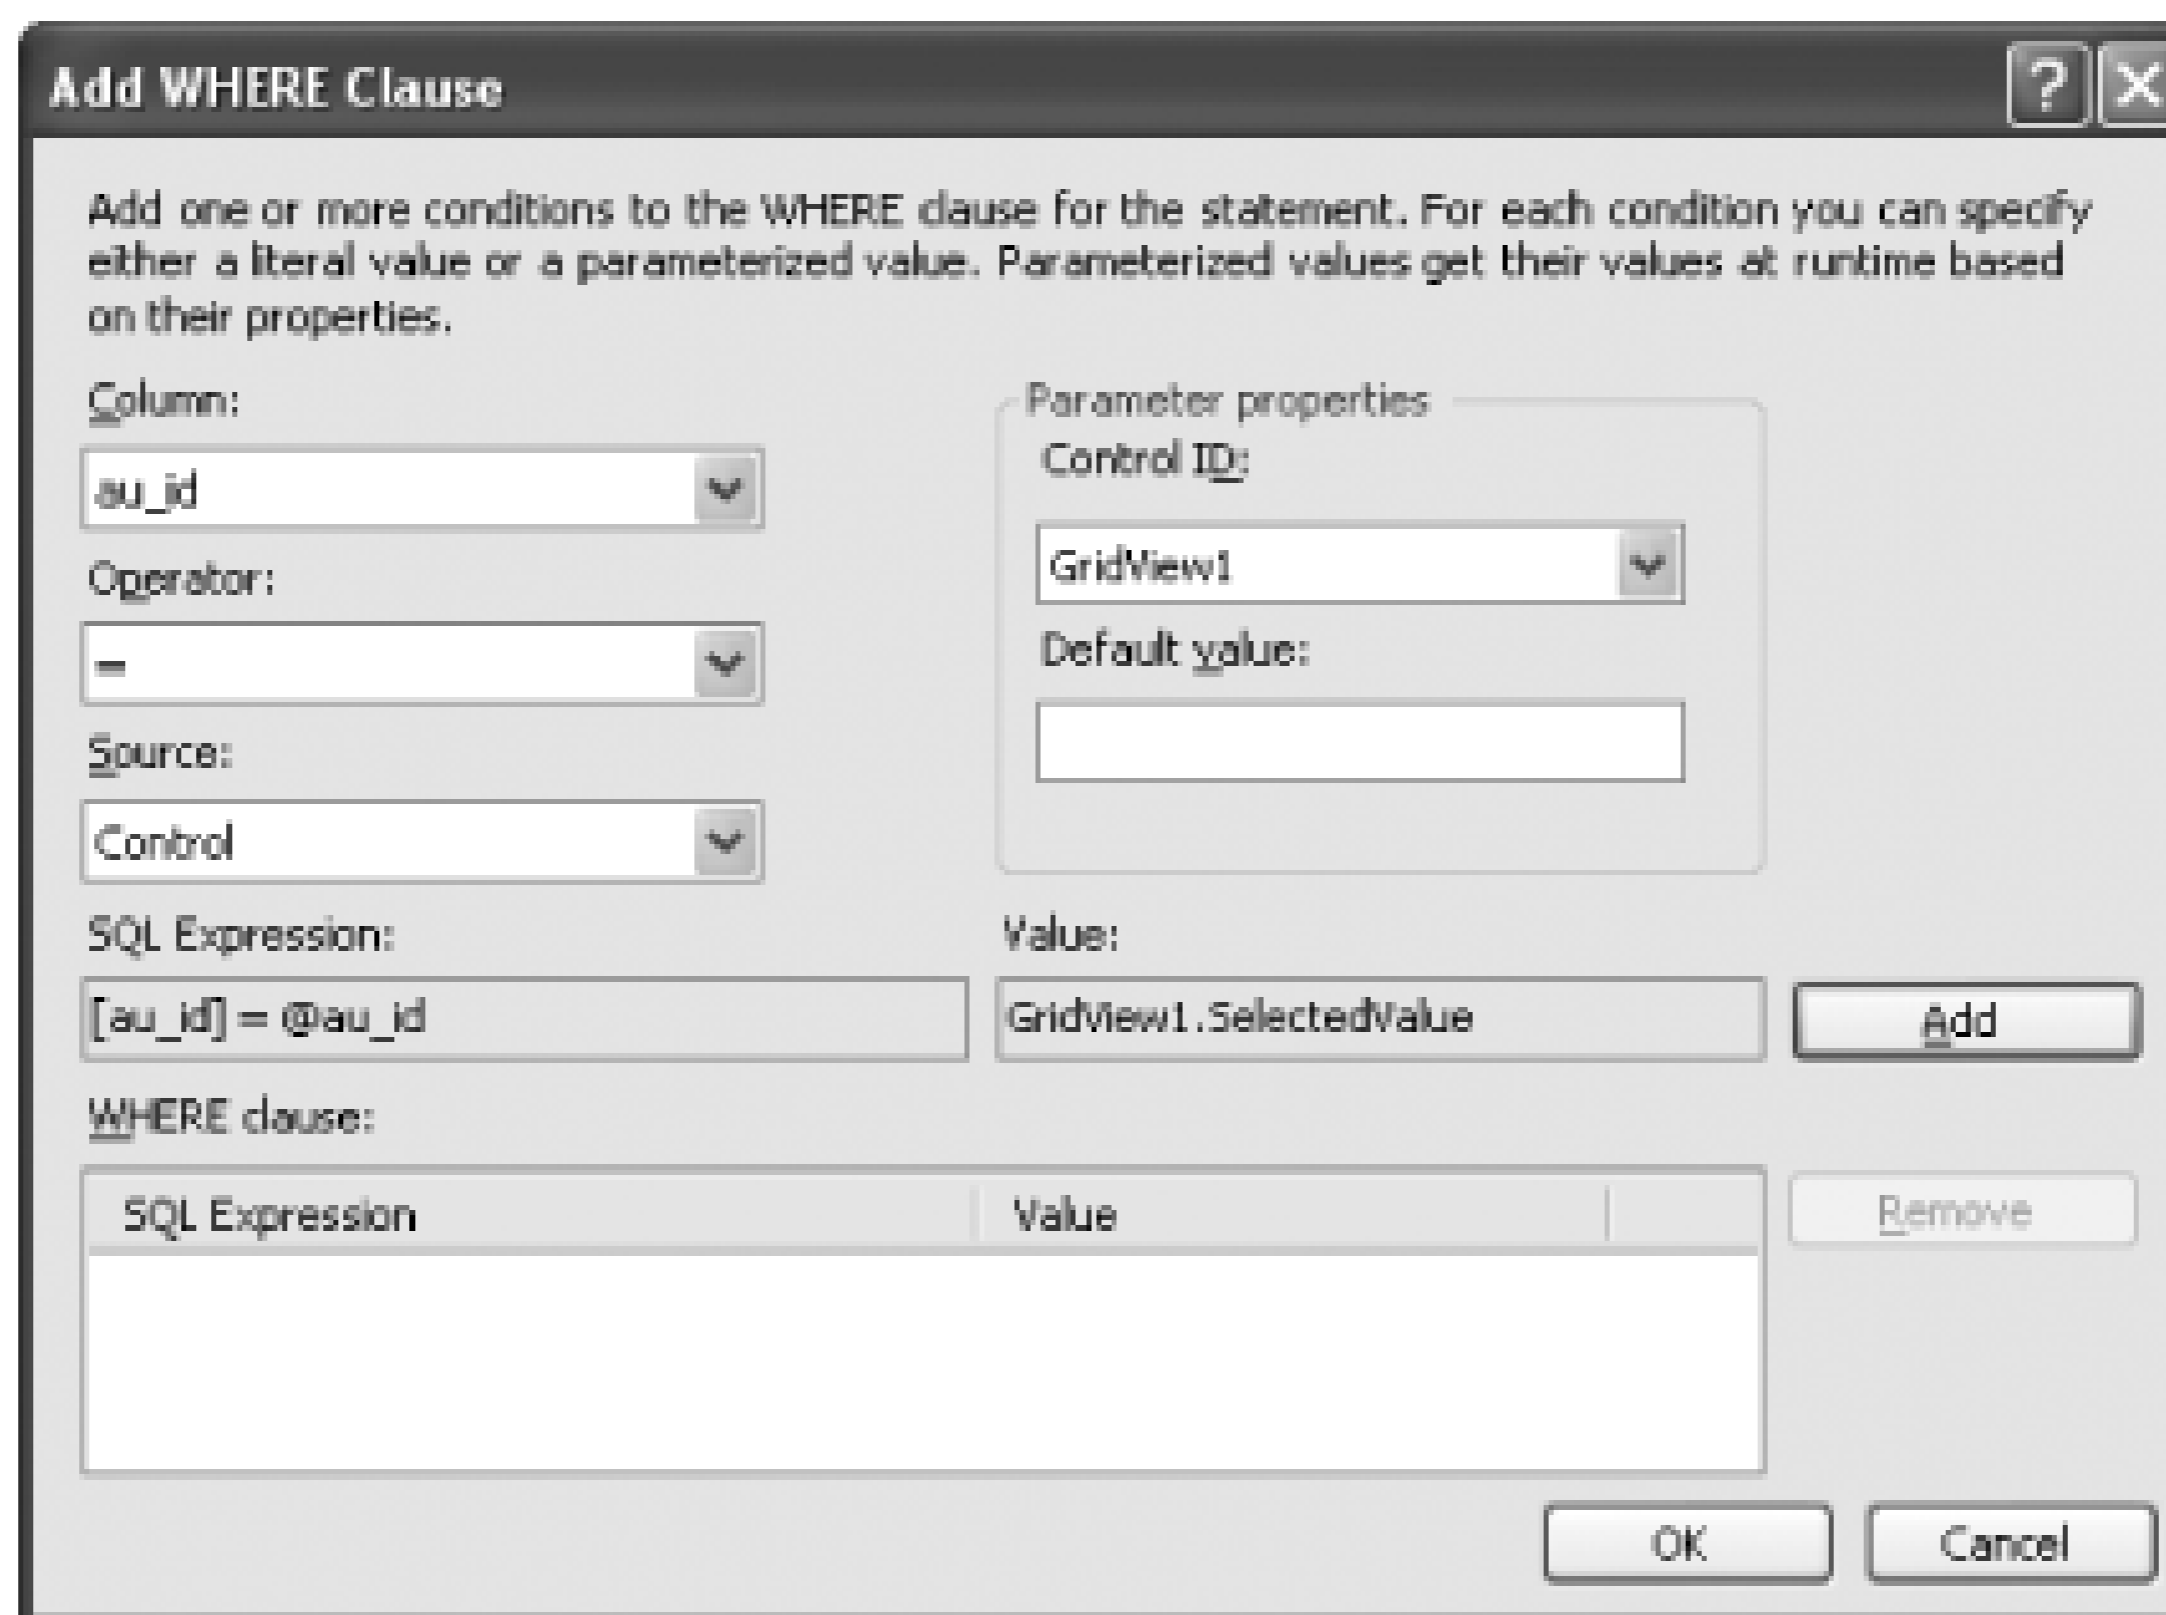 Add WHERE Clause
Add one or more conditions to the WHERE clause for the statement. For each condition you can specify
either a literal value or a parameterized value. Parameterized values get their values at runtime based
on their properties.
Column:
au_id
Operator:
=
Source:
Control
Parameter properties
Control ID:
GridView1
Default value:
SQL Expression:
[au_id] = @au_id
Value:
GridView1.SelectedValue
Add
WHERE clause:
SQL Expression Value
Remove
OK Cancel